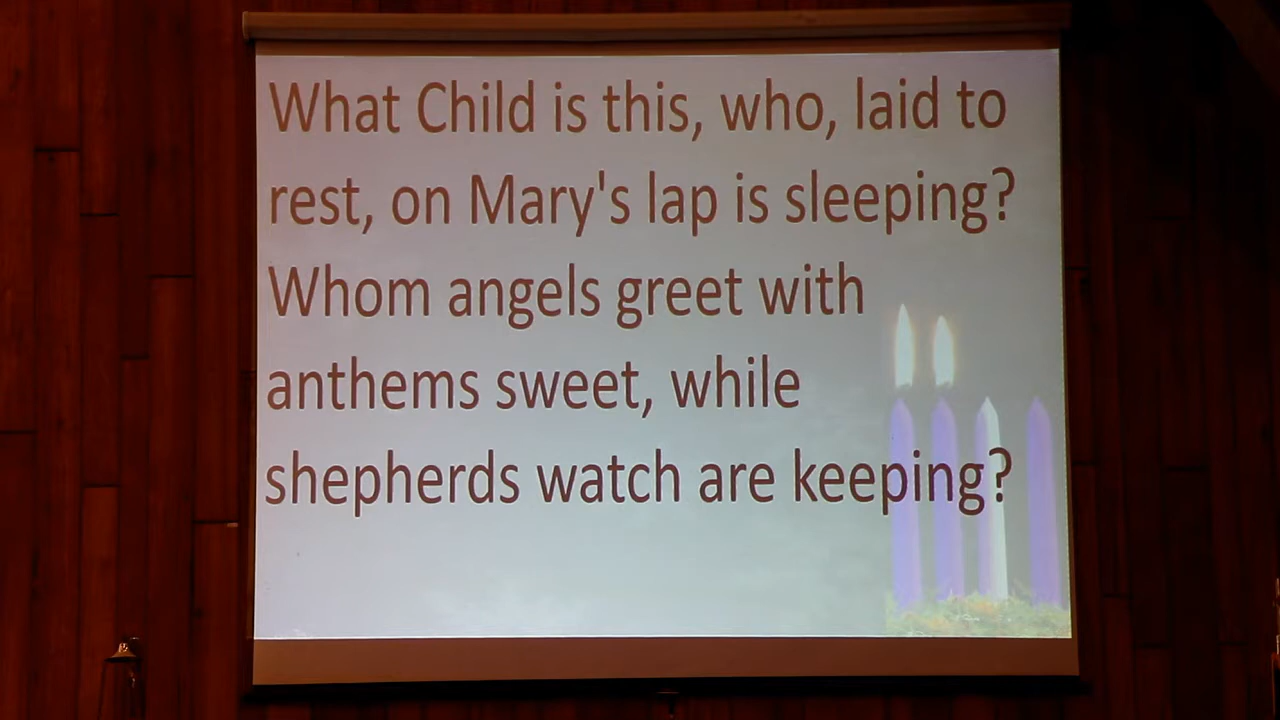 What Child is this, who, laid to
rest, on Mary's lap is sleeping?
Whom angels greet with
anthems sweet, while
shepherds watch are keeping?